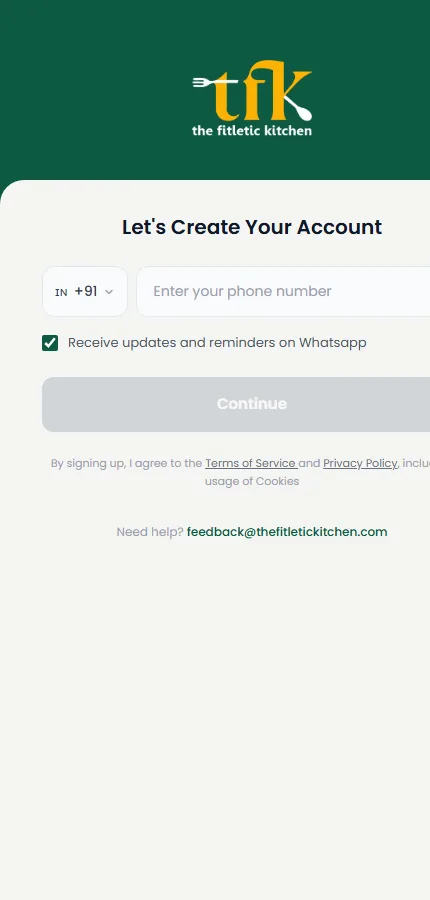 tfk
the fitletic kitchen
Let's Create Your Account
IN +91 Enter your phone number
Receive updates and reminders on Whatsapp
Continue
By signing up, I agree to the Terms of Service and Privacy Policy,
usage of Cookies
Need help? feedback@thefitletickitchen.com